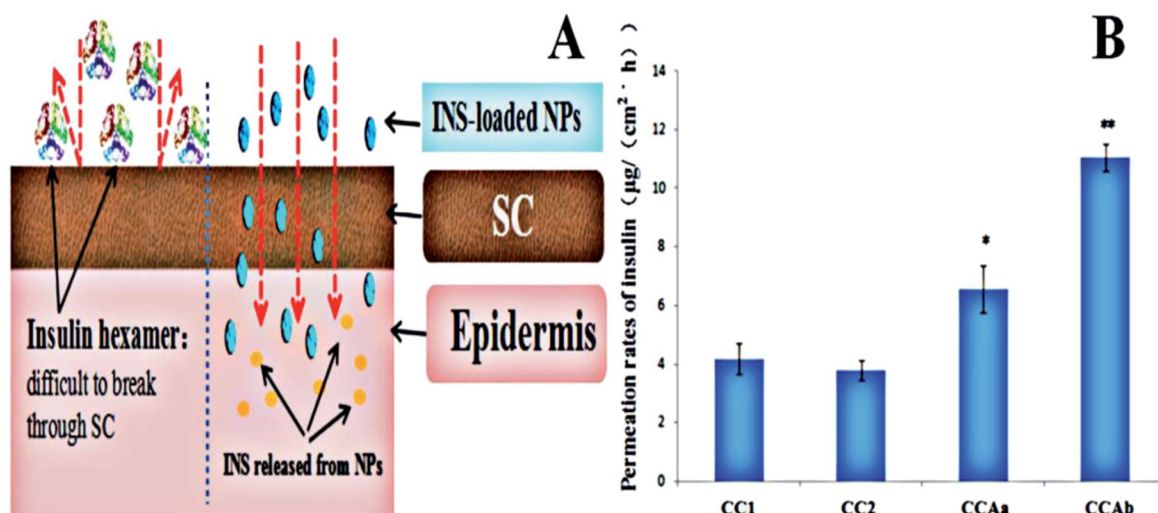 A
INS-loaded NPs
SC
Epidermis
Insulin hexamer:
difficult to break
through SC
INS released from NPs
B
Permeation rates of insulin (μg/ (cm²·h))
14
12
10
8
6
4
2
0
**
*
CC1 CC2 CCAa CCAb